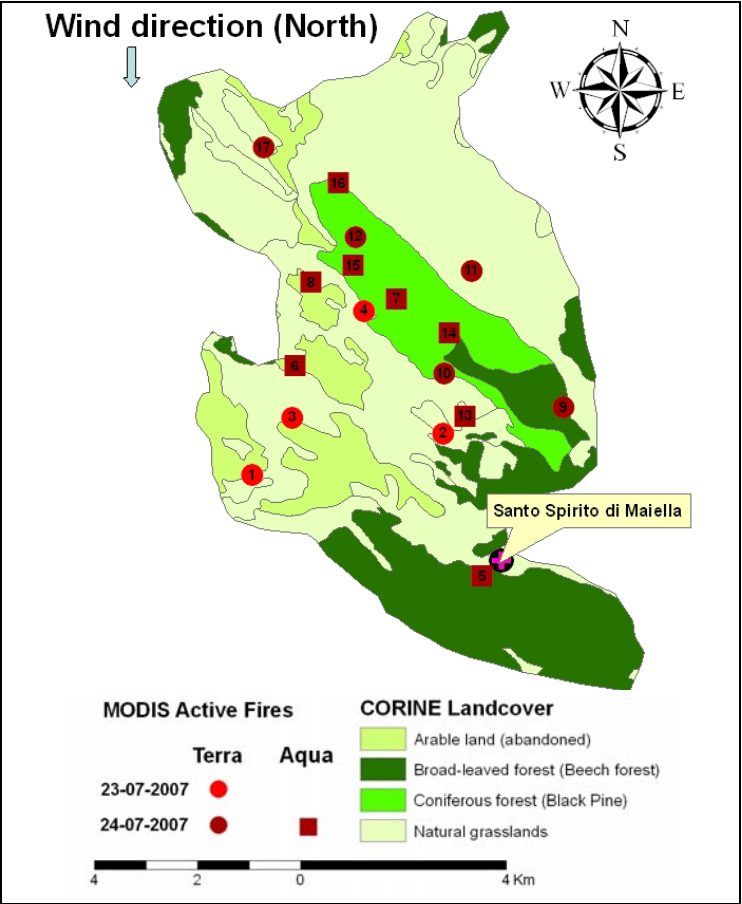 Wind direction (North)
N
W E
S
17
16
12
15
11
8
7
4
14
6
10
9
3
13
2
1
Santo Spirito di Maiella
5
MODIS Active Fires
Terra Aqua
23-07-2007
24-07-2007
CORINE Landcover
Arable land (abandoned)
Broad-leaved forest (Beech forest)
Coniferous forest (Black Pine)
Natural grasslands
4 2 0 4 Km